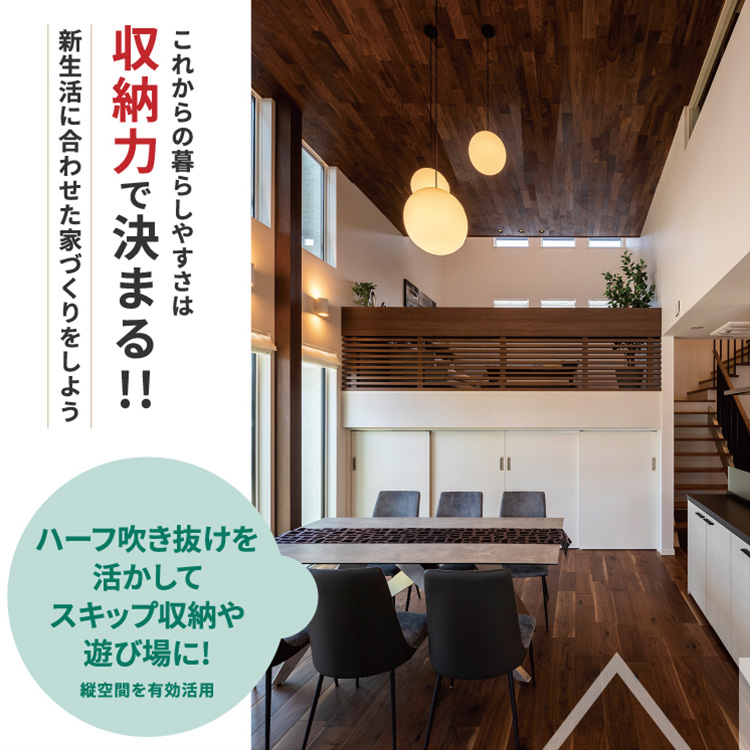 これからの暮らしやすさは
収納力で決まる!!
新生活に合わせた家づくりをしよう
ハーフ吹き抜けを
活かして
スキップ収納や
遊び場に!
縦空間を有効活用